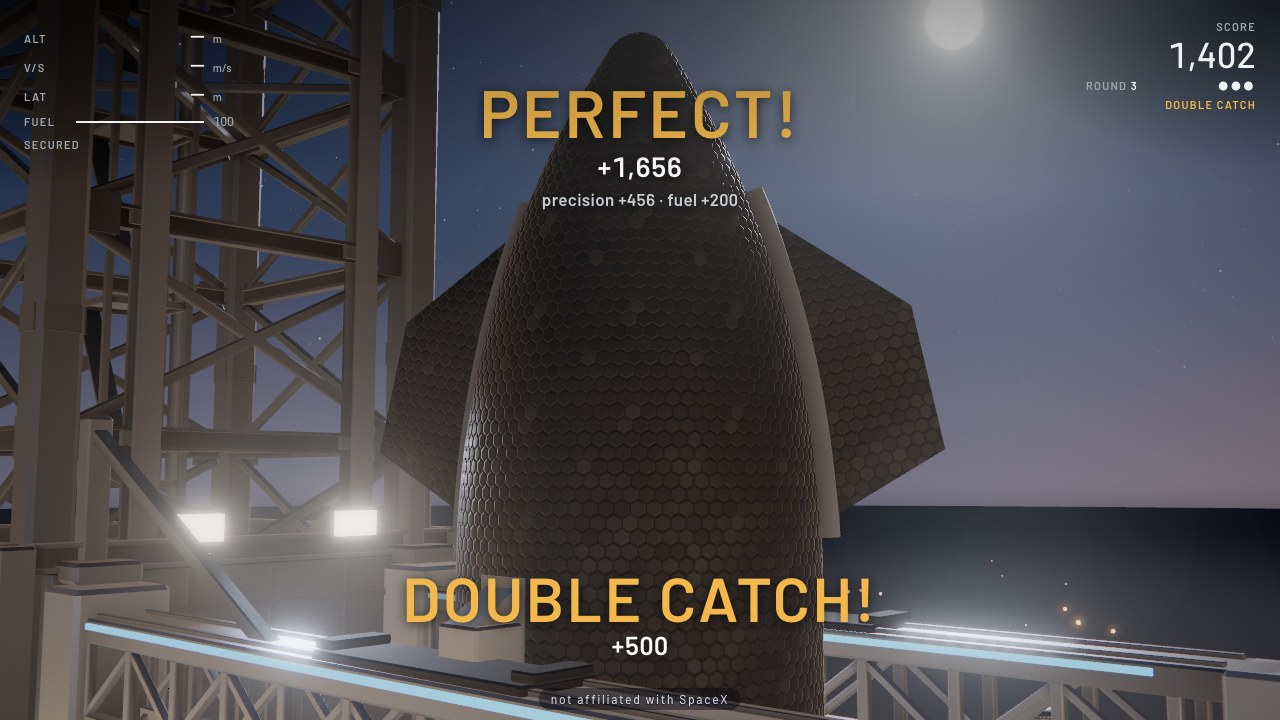 ALT — m
V/S — m/s
LAT — m
FUEL 100
SECURED
SCORE
1,402
ROUND 3
DOUBLE CATCH
PERFECT!
+1,656
precision +456 · fuel +200
DOUBLE CATCH!
+500
not affiliated with SpaceX